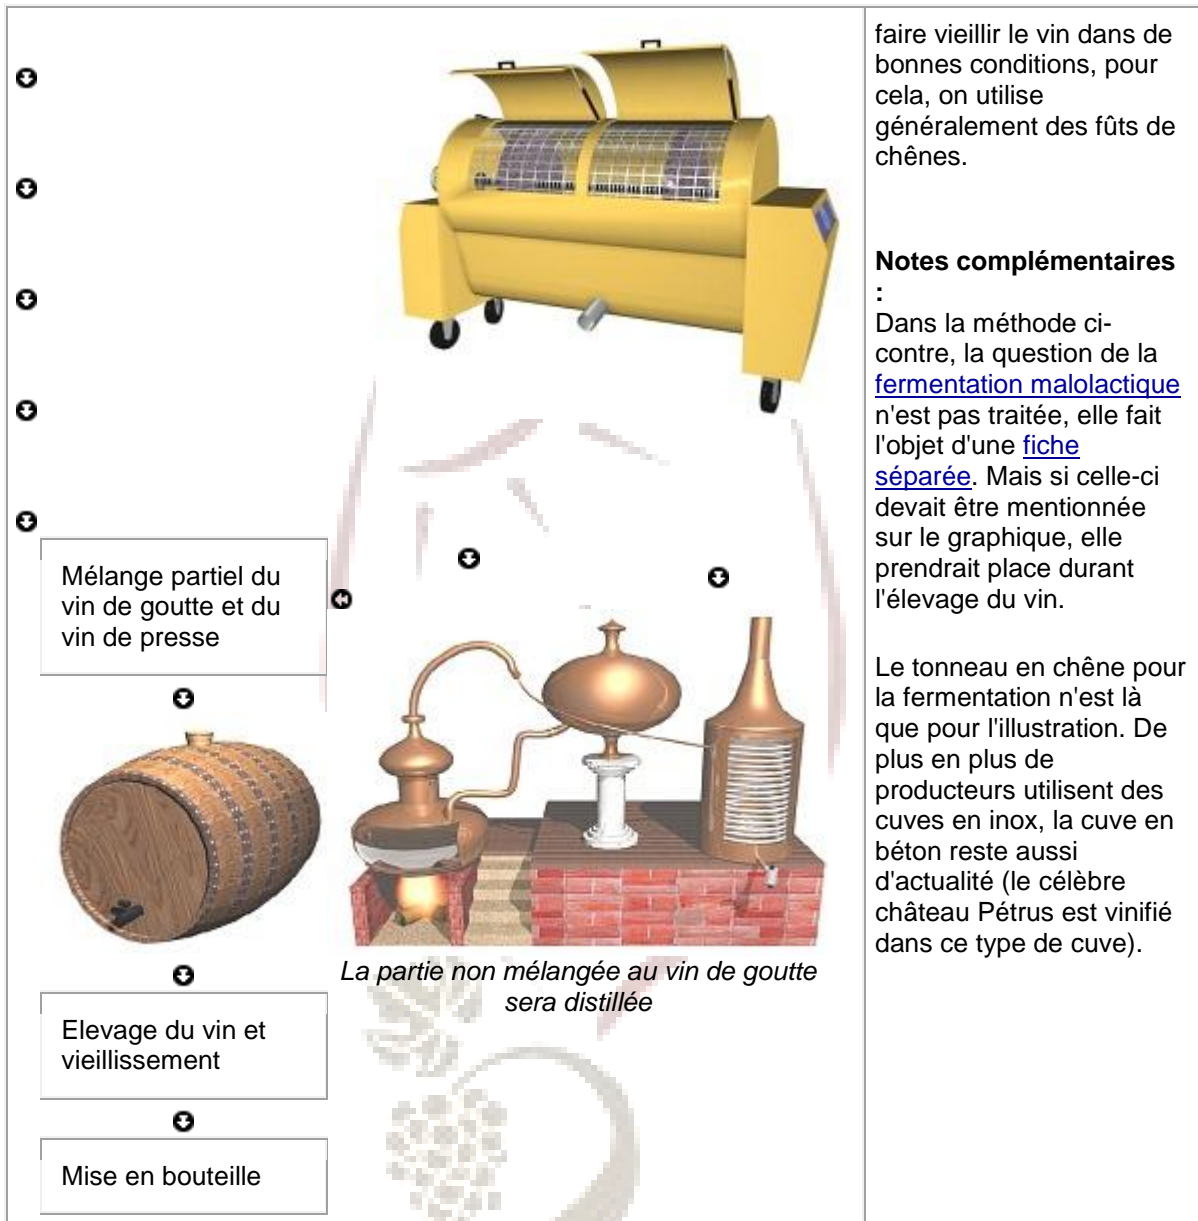 faire vieillir le vin dans de
bonnes conditions, pour
cela, on utilise
généralement des fûts de
chênes.
Notes complémentaires
:
Dans la méthode ci-
contre, la question de la
fermentation malolactique
n'est pas traitée, elle fait
l'objet d'une fiche
séparée. Mais si celle-ci
devait être mentionnée
sur le graphique, elle
prendrait place durant
l'élevage du vin.
Le tonneau en chêne pour
la fermentation n'est là
que pour l'illustration. De
plus en plus de
producteurs utilisent des
cuves en inox, la cuve en
béton reste aussi
d'actualité (le célèbre
château Pétrus est vinifié
dans ce type de cuve).
Mélange partiel du
vin de goutte et du
vin de presse
La partie non mélangée au vin de goutte
sera distillée
Elevage du vin et
vieillissement
Mise en bouteille